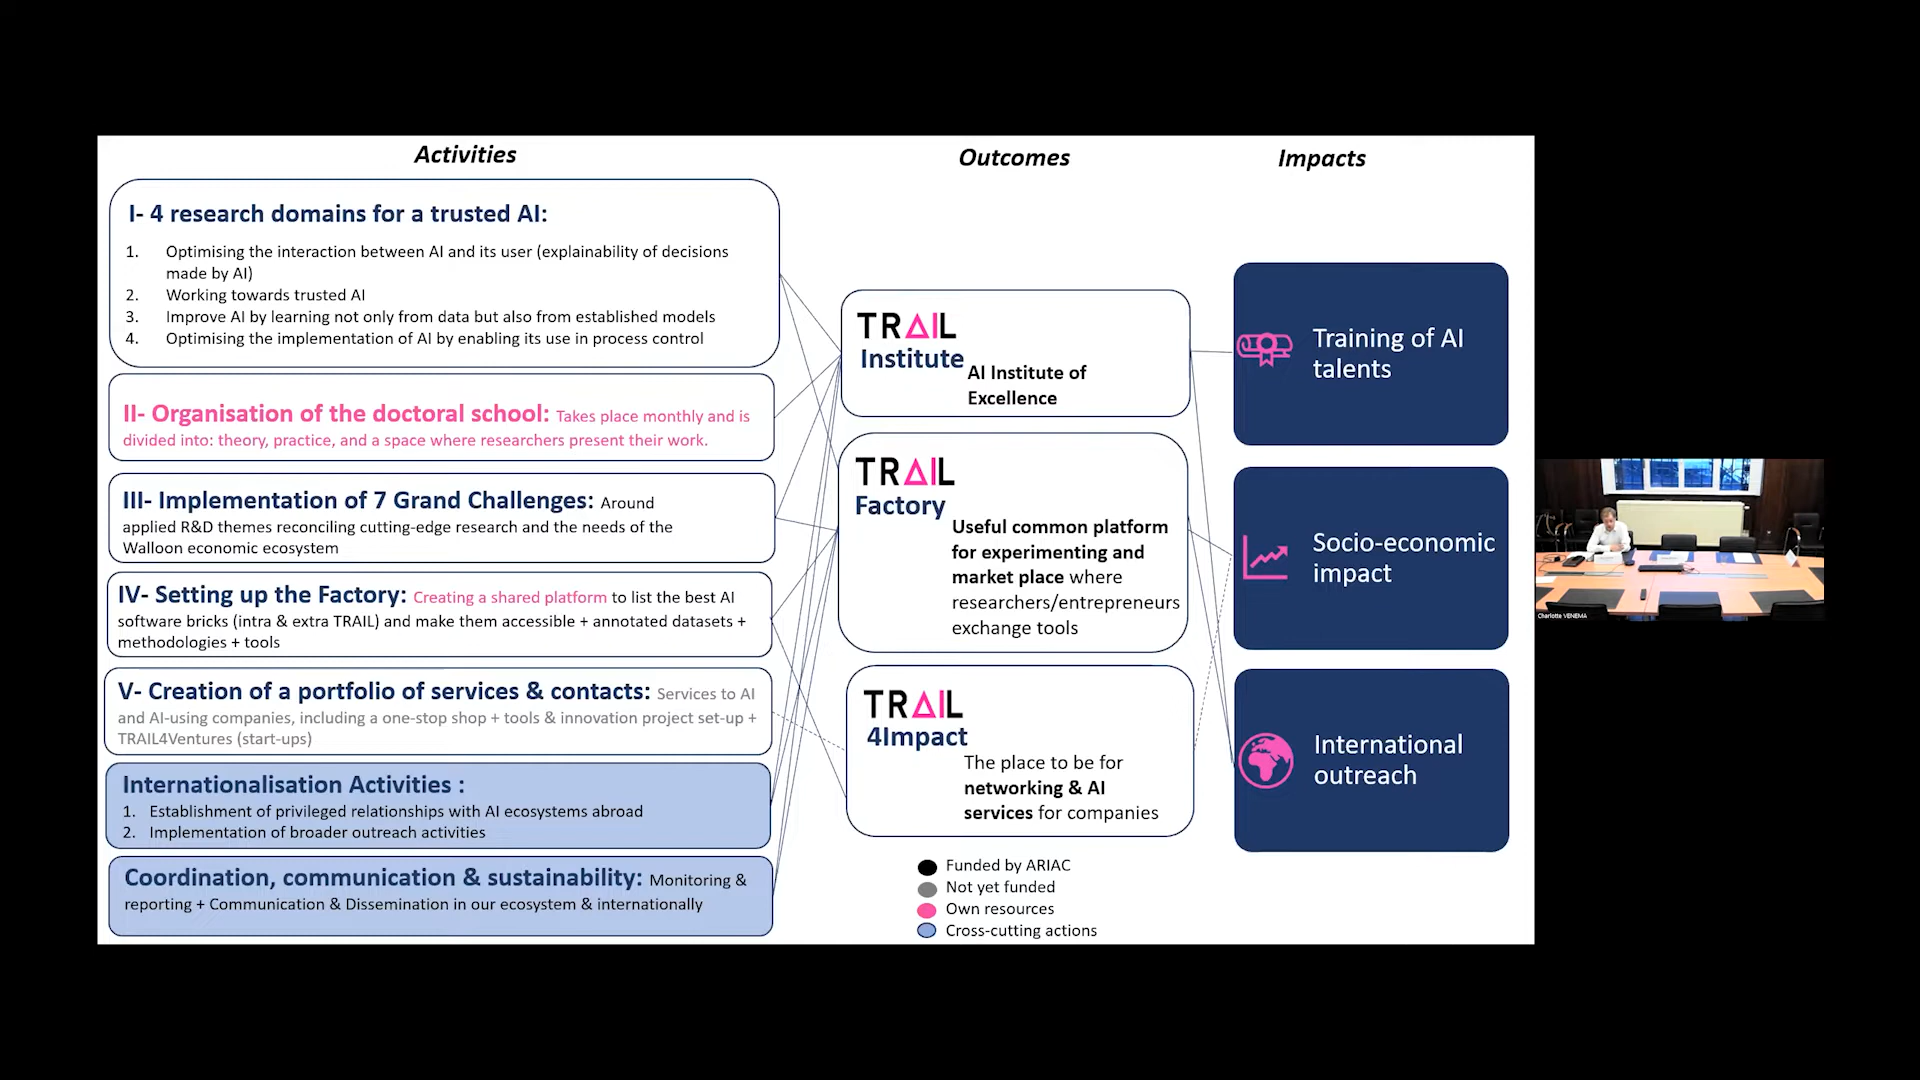 Activities
Outcomes
Impacts
I- 4 research domains for a trusted AI:
1. Optimising the interaction between AI and its user (explainability of decisions
made by AI)
2. Working towards trusted AI
3. Improve AI by learning not only from data but also from established models
4. Optimising the implementation of AI by enabling its use in process control
II- Organisation of the doctoral school: Takes place monthly and is
divided into: theory, practice, and a space where researchers present their work.
III- Implementation of 7 Grand Challenges: Around
applied R&D themes reconciling cutting-edge research and the needs of the
Walloon economic ecosystem
IV- Setting up the Factory: Creating a shared platform to list the best AI
software bricks (intra & extra TRAIL) and make them accessible + annotated datasets +
methodologies + tools
V- Creation of a portfolio of services & contacts: Services to AI
and AI-using companies, including a one-stop shop + tools & innovation project set-up +
TRAIL4Ventures (start-ups)
Internationalisation Activities :
1. Establishment of privileged relationships with AI ecosystems abroad
2. Implementation of broader outreach activities
Coordination, communication & sustainability: Monitoring &
reporting + Communication & Dissemination in our ecosystem & internationally
TRAIL
Institute
AI Institute of
Excellence
TRAIL
Factory
Useful common platform
for experimenting and
market place where
researchers/entrepreneurs
exchange tools
TRAIL
4Impact
The place to be for
networking & AI
services for companies
Funded by ARIAC
Not yet funded
Own resources
Cross-cutting actions
Training of AI
talents
Socio-economic
impact
International
outreach
Charlotte VENEMA